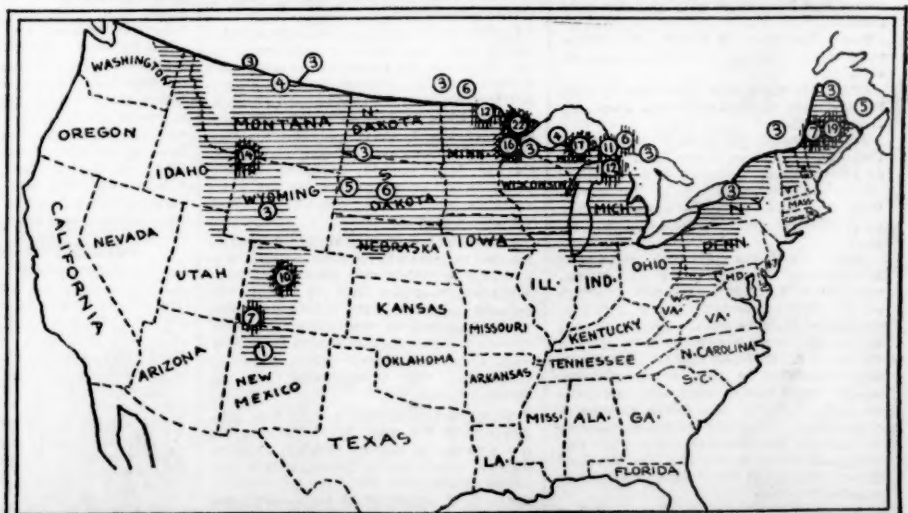 WASHINGTON
OREGON
CALIFORNIA
NEVADA
IDAHO
UTAH
ARIZONA
MONTANA
WYOMING
NEW
MEXICO
N.
DAKOTA
S
DAKOTA
NEBRASKA
KANSAS
OKLAHOMA
TEXAS
MINN.
IOWA
MISSOURI
ARKANSAS
LA.
WISCONSIN
MICH.
ILL.
IND.
OHIO
KENTUCKY
TENNESSEE
MISS.
ALA.
GA.
FLORIDA
S.C.
N.CAROLINA
VA.
W.
VA.
MD.
PENN.
N.Y.
N.J.
VT.
MASS.
CONN.
3
3
4
3
6
12
22
16
3
4
17
11
6
12
3
3
3
5
7
19
3
14
3
3
5
6
10
7
1